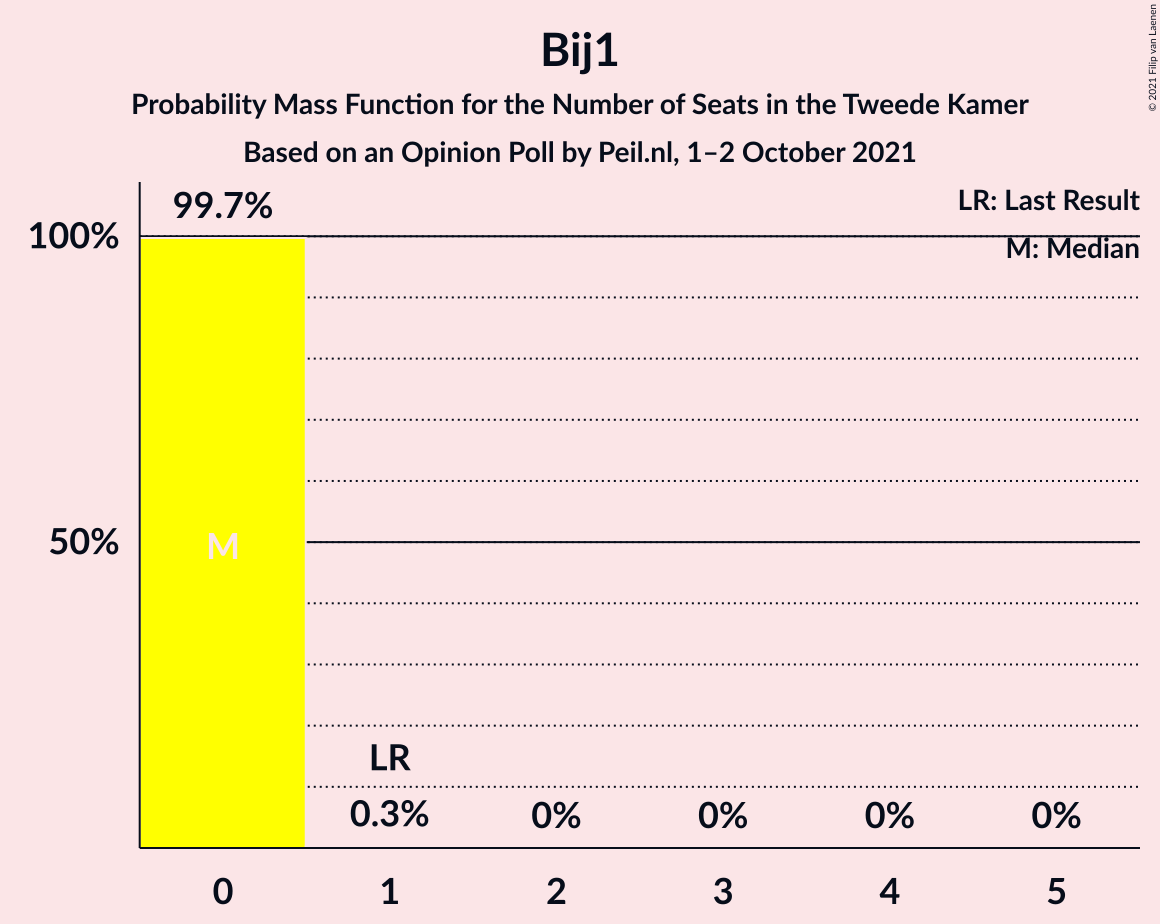 Bij1
Probability Mass Function for the Number of Seats in the Tweede Kamer
Based on an Opinion Poll by Peil.nl, 1–2 October 2021
© 2021 Filip van Laenen
LR: Last Result
M: Median
99.7%
100%
50%
M
LR
0.3%
0%
0%
0%
0%
0
1
2
3
4
5